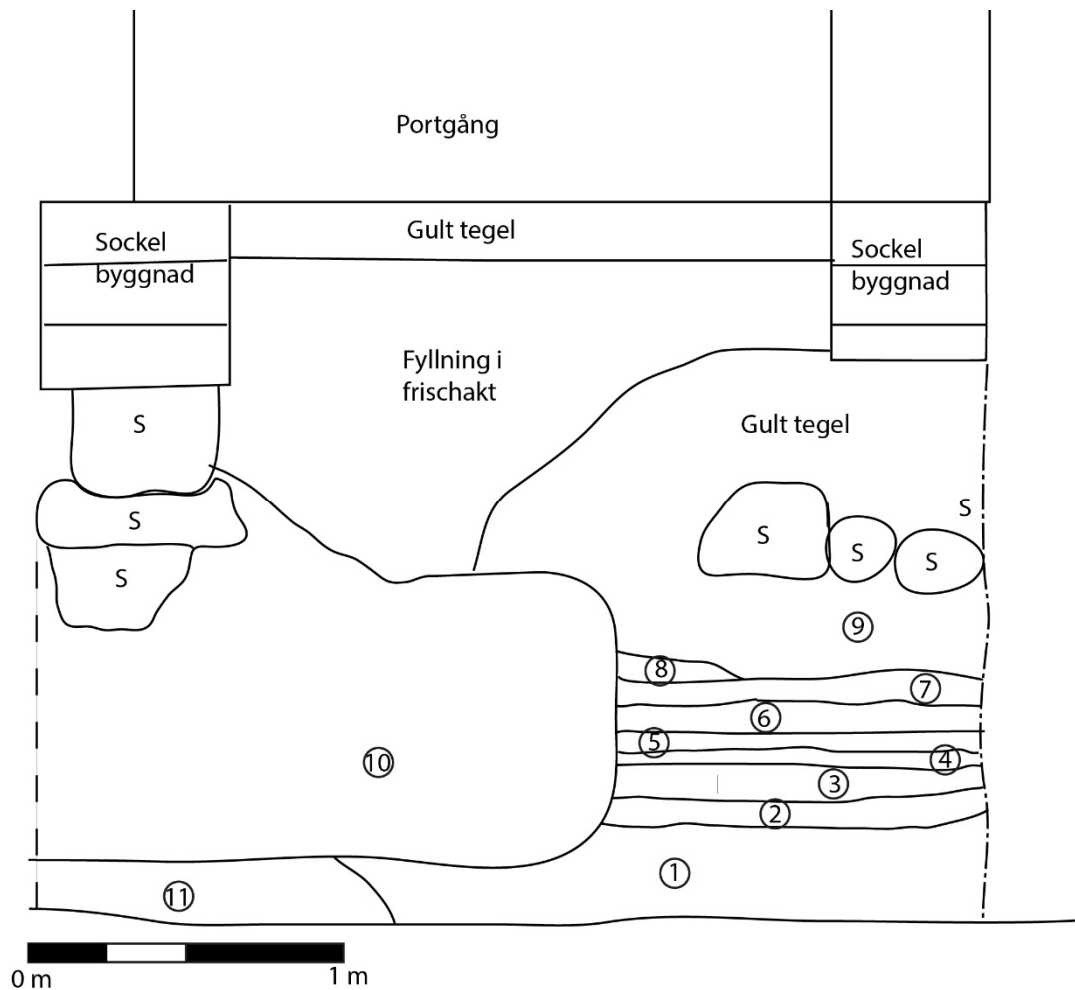 Portgång
Gult tegel
Sockel
byggnad
Sockel
byggnad
Fyllning i
frischakt
Gult tegel
S
S
S
S
S
S
S
9
8
7
6
5
4
10
3
2
1
11
0 m
1 m